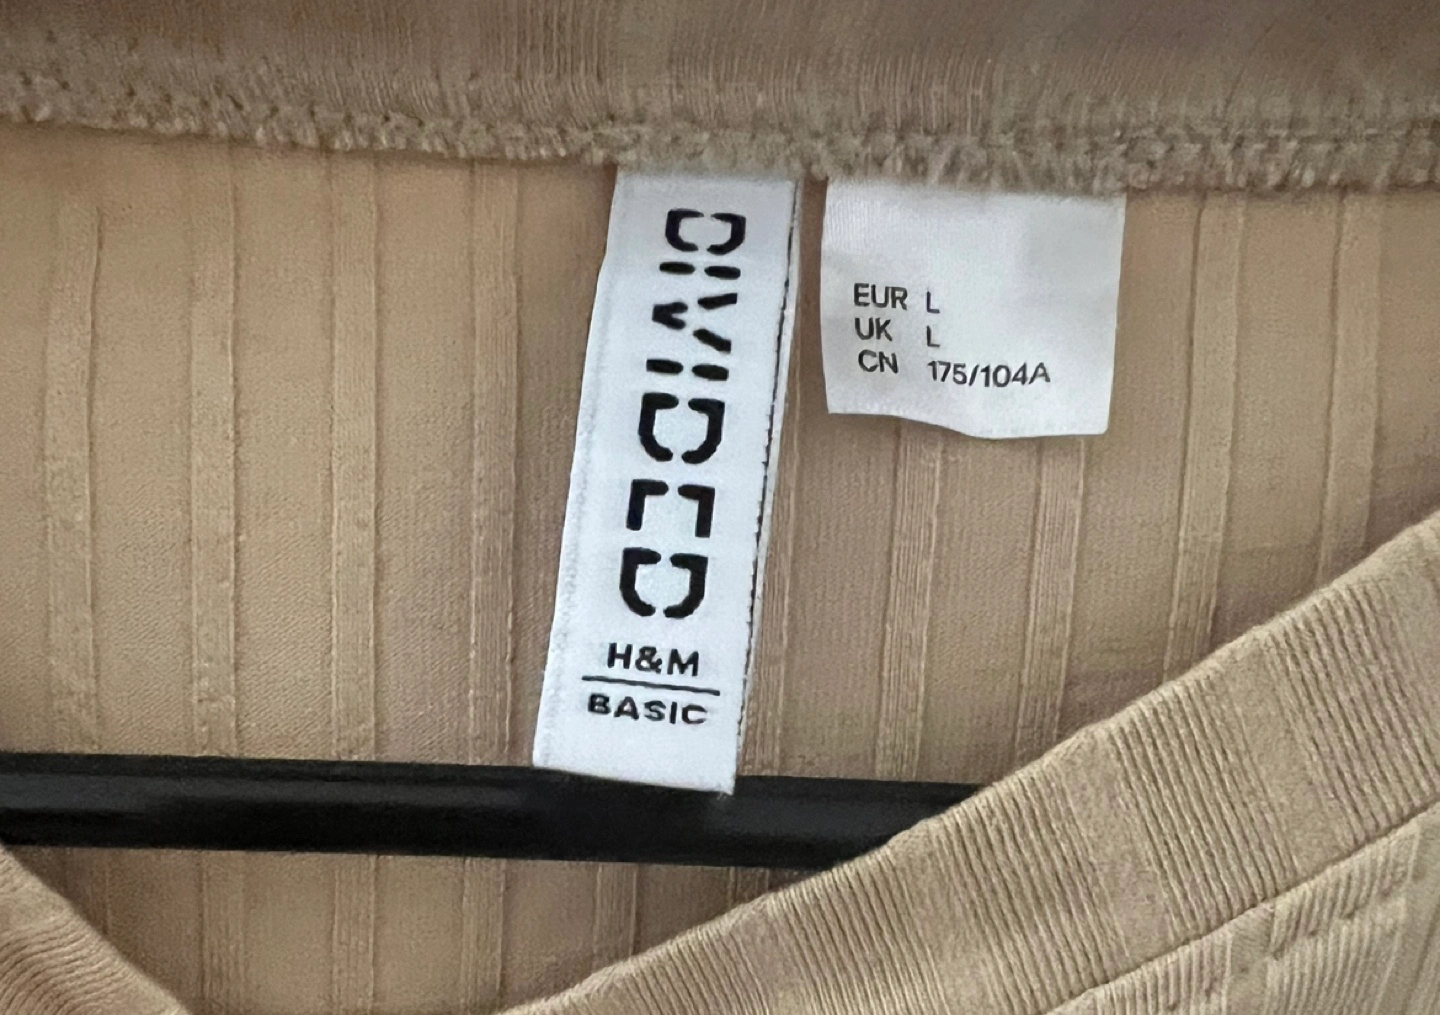 DIVIDED
H&M
BASIC
EUR L
UK L
CN 175/104A